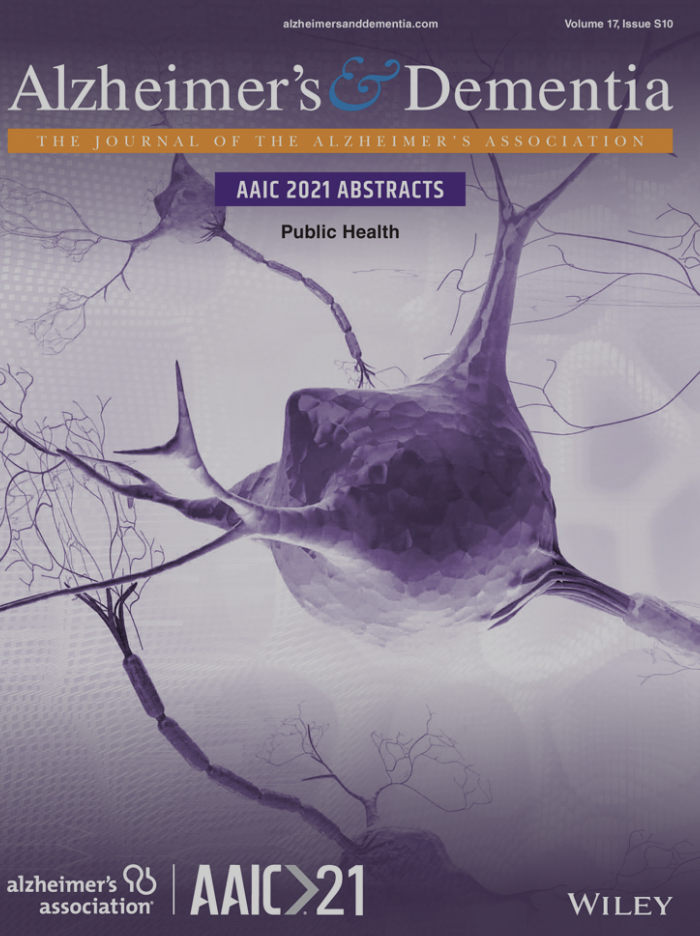 alzheimersanddementia.com
Volume 17, Issue S10
Alzheimer's & Dementia
THE JOURNAL OF THE ALZHEIMER'S ASSOCIATION
AAIC 2021 ABSTRACTS
Public Health
alzheimer's
association®
AAIC>21
WILEY